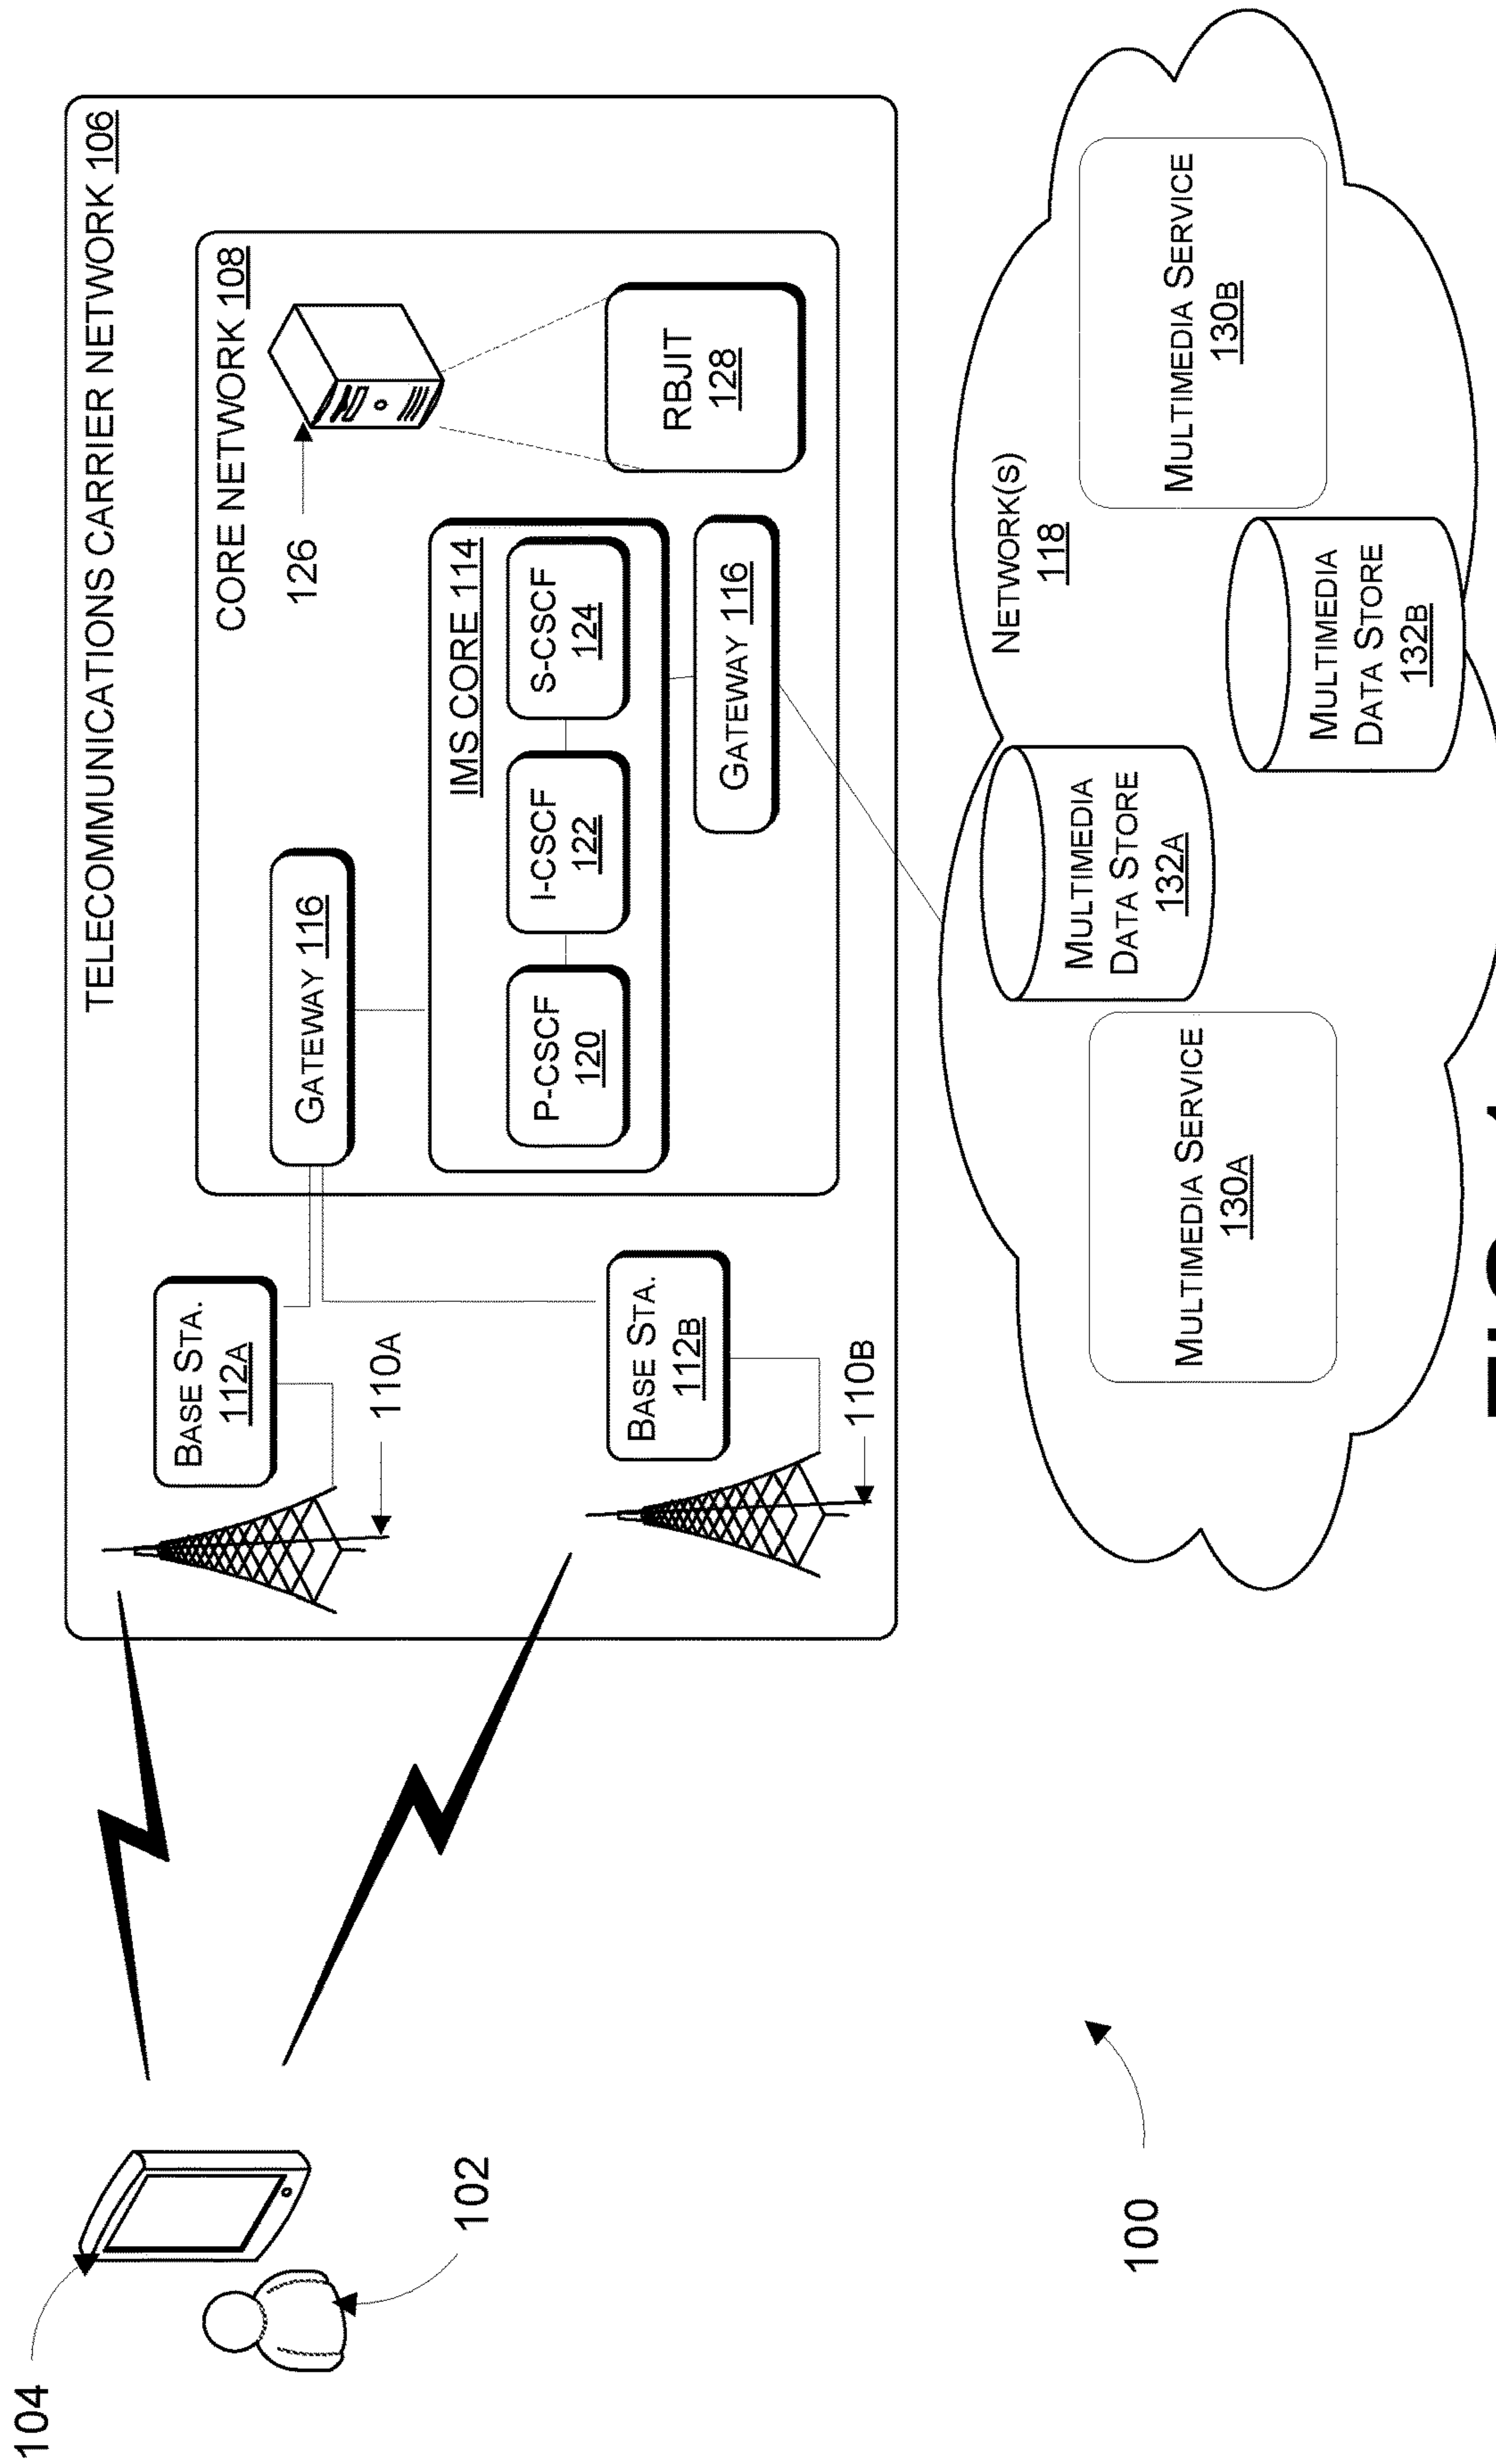 104
102
100
TELECOMMUNICATIONS CARRIER NETWORK 106
BASE STA.
112A
110A
BASE STA.
112B
110B
CORE NETWORK 108
GATEWAY 116
126
IMS CORE 114
P-CSCF
120
I-CSCF
122
S-CSCF
124
GATEWAY 116
RBJIT
128
NETWORK(S)
118
MULTIMEDIA SERVICE
130A
MULTIMEDIA
DATA STORE
132A
MULTIMEDIA
DATA STORE
132B
MULTIMEDIA SERVICE
130B